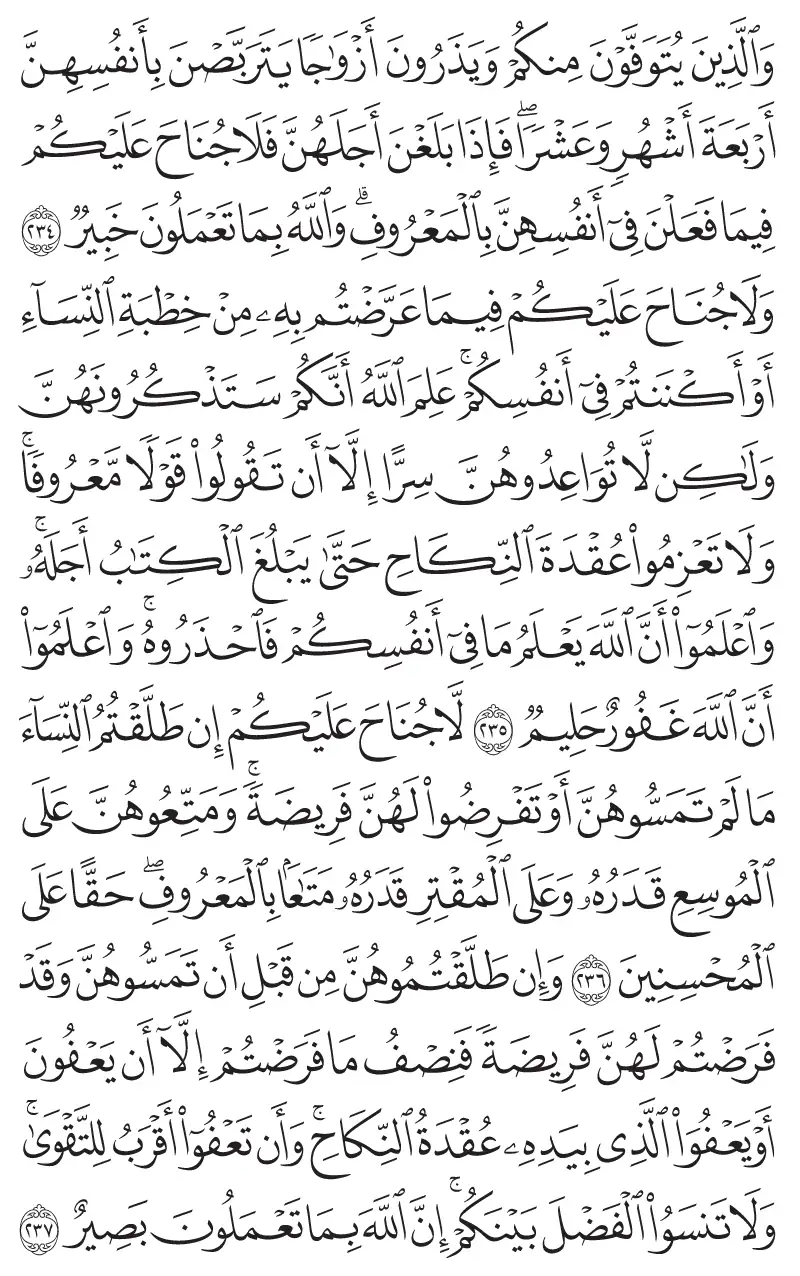 وَٱلَّذِينَ يُتَوَفَّوۡنَ مِنكُمۡ وَيَذَرُونَ أَزۡوَٰجٗا يَتَرَبَّصۡنَ بِأَنفُسِهِنَّ
أَرۡبَعَةَ أَشۡهُرٖ وَعَشۡرٗاۖ فَإِذَا بَلَغۡنَ أَجَلَهُنَّ فَلَا جُنَاحَ عَلَيۡكُمۡ
فِيمَا فَعَلۡنَ فِيٓ أَنفُسِهِنَّ بِٱلۡمَعۡرُوفِۗ وَٱللَّهُ بِمَا تَعۡمَلُونَ خَبِيرٞ ٢٣٤
وَلَا جُنَاحَ عَلَيۡكُمۡ فِيمَا عَرَّضۡتُم بِهِۦ مِنۡ خِطۡبَةِ ٱلنِّسَآءِ
أَوۡ أَكۡنَنتُمۡ فِيٓ أَنفُسِكُمۡۚ عَلِمَ ٱللَّهُ أَنَّكُمۡ سَتَذۡكُرُونَهُنَّ
وَلَٰكِن لَّا تُوَاعِدُوهُنَّ سِرًّا إِلَّآ أَن تَقُولُواْ قَوۡلٗا مَّعۡرُوفٗاۚ
وَلَا تَعۡزِمُواْ عُقۡدَةَ ٱلنِّكَاحِ حَتَّىٰ يَبۡلُغَ ٱلۡكِتَٰبُ أَجَلَهُۥۚ
وَٱعۡلَمُوٓاْ أَنَّ ٱللَّهَ يَعۡلَمُ مَا فِيٓ أَنفُسِكُمۡ فَٱحۡذَرُوهُۚ وَٱعۡلَمُوٓاْ
أَنَّ ٱللَّهَ غَفُورٌ حَلِيمٞ ٢٣٥ لَّا جُنَاحَ عَلَيۡكُمۡ إِن طَلَّقۡتُمُ ٱلنِّسَآءَ
مَا لَمۡ تَمَسُّوهُنَّ أَوۡ تَفۡرِضُواْ لَهُنَّ فَرِيضَةٗۚ وَمَتِّعُوهُنَّ عَلَى
ٱلۡمُوسِعِ قَدَرُهُۥ وَعَلَى ٱلۡمُقۡتِرِ قَدَرُهُۥ مَتَٰعَۢا بِٱلۡمَعۡرُوفِۖ حَقًّا عَلَى
ٱلۡمُحۡسِنِينَ ٢٣٦ وَإِن طَلَّقۡتُمُوهُنَّ مِن قَبۡلِ أَن تَمَسُّوهُنَّ وَقَدۡ
فَرَضۡتُمۡ لَهُنَّ فَرِيضَةٗ فَنِصۡفُ مَا فَرَضۡتُمۡ إِلَّآ أَن يَعۡفُونَ
أَوۡ يَعۡفُوَاْ ٱلَّذِي بِيَدِهِۦ عُقۡدَةُ ٱلنِّكَاحِۚ وَأَن تَعۡفُوٓاْ أَقۡرَبُ لِلتَّقۡوَىٰۚ
وَلَا تَنسَوُاْ ٱلۡفَضۡلَ بَيۡنَكُمۡۚ إِنَّ ٱللَّهَ بِمَا تَعۡمَلُونَ بَصِيرٌ ٢٣٧